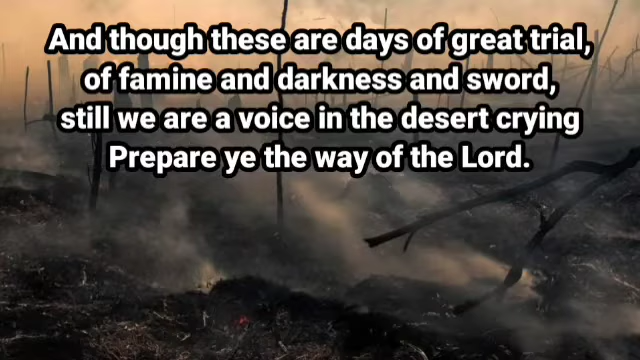 And though these are days of great trial,
of famine and darkness and sword,
still we are a voice in the desert crying
Prepare ye the way of the Lord.